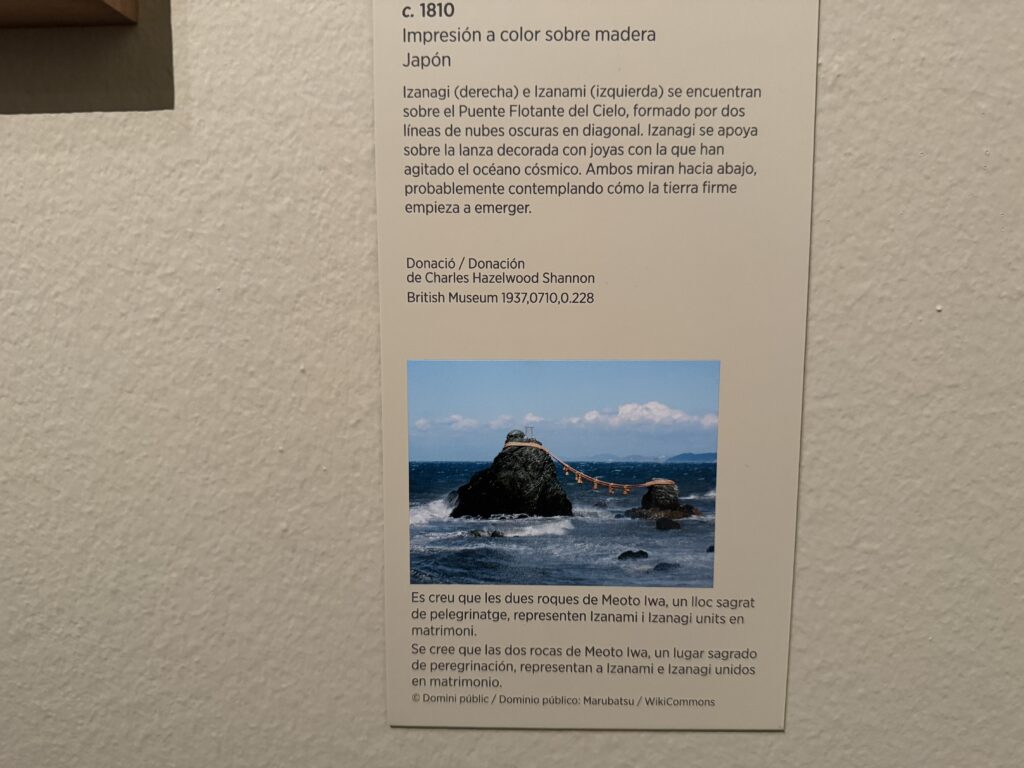 c. 1810
Impresión a color sobre madera
Japón
Izanagi (derecha) e Izanami (izquierda) se encuentran
sobre el Puente Flotante del Cielo, formado por dos
líneas de nubes oscuras en diagonal. Izanagi se apoya
sobre la lanza decorada con joyas con la que han
agitado el océano cósmico. Ambos miran hacia abajo,
probablemente contemplando cómo la tierra firme
empieza a emerger.
Donació / Donación
de Charles Hazelwood Shannon
British Museum 1937,0710,0.228
Es creu que les dues roques de Meoto Iwa, un lloc sagrat
de pelegrinatge, representen Izanami i Izanagi units en
matrimoni.
Se cree que las dos rocas de Meoto Iwa, un lugar sagrado
de peregrinación, representan a Izanami e Izanagi unidos
en matrimonio.
© Domini públic / Dominio público: Marubatsu / WikiCommons